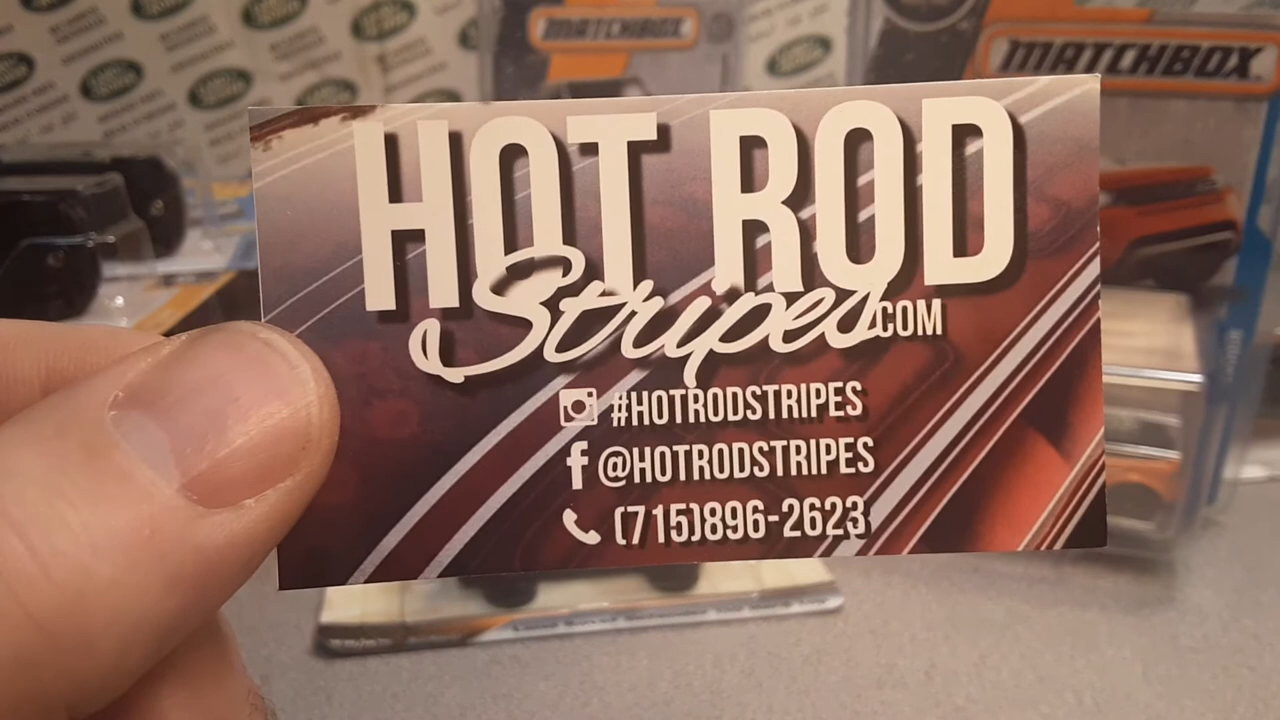 MATCHBOX
MATCHBOX
HOT ROD
Stripes.COM
#HOTRODSTRIPES
@HOTRODSTRIPES
(715)896-2623